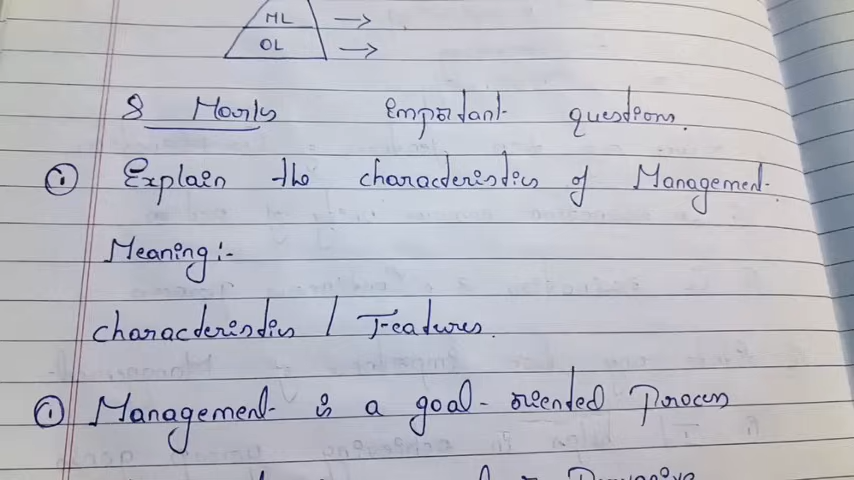 ML →
OL →
8 Marks Important questions.
① Explain the characteristics of Management.
Meaning:-
characteristics / Features.
① Management is a goal-oriented Process